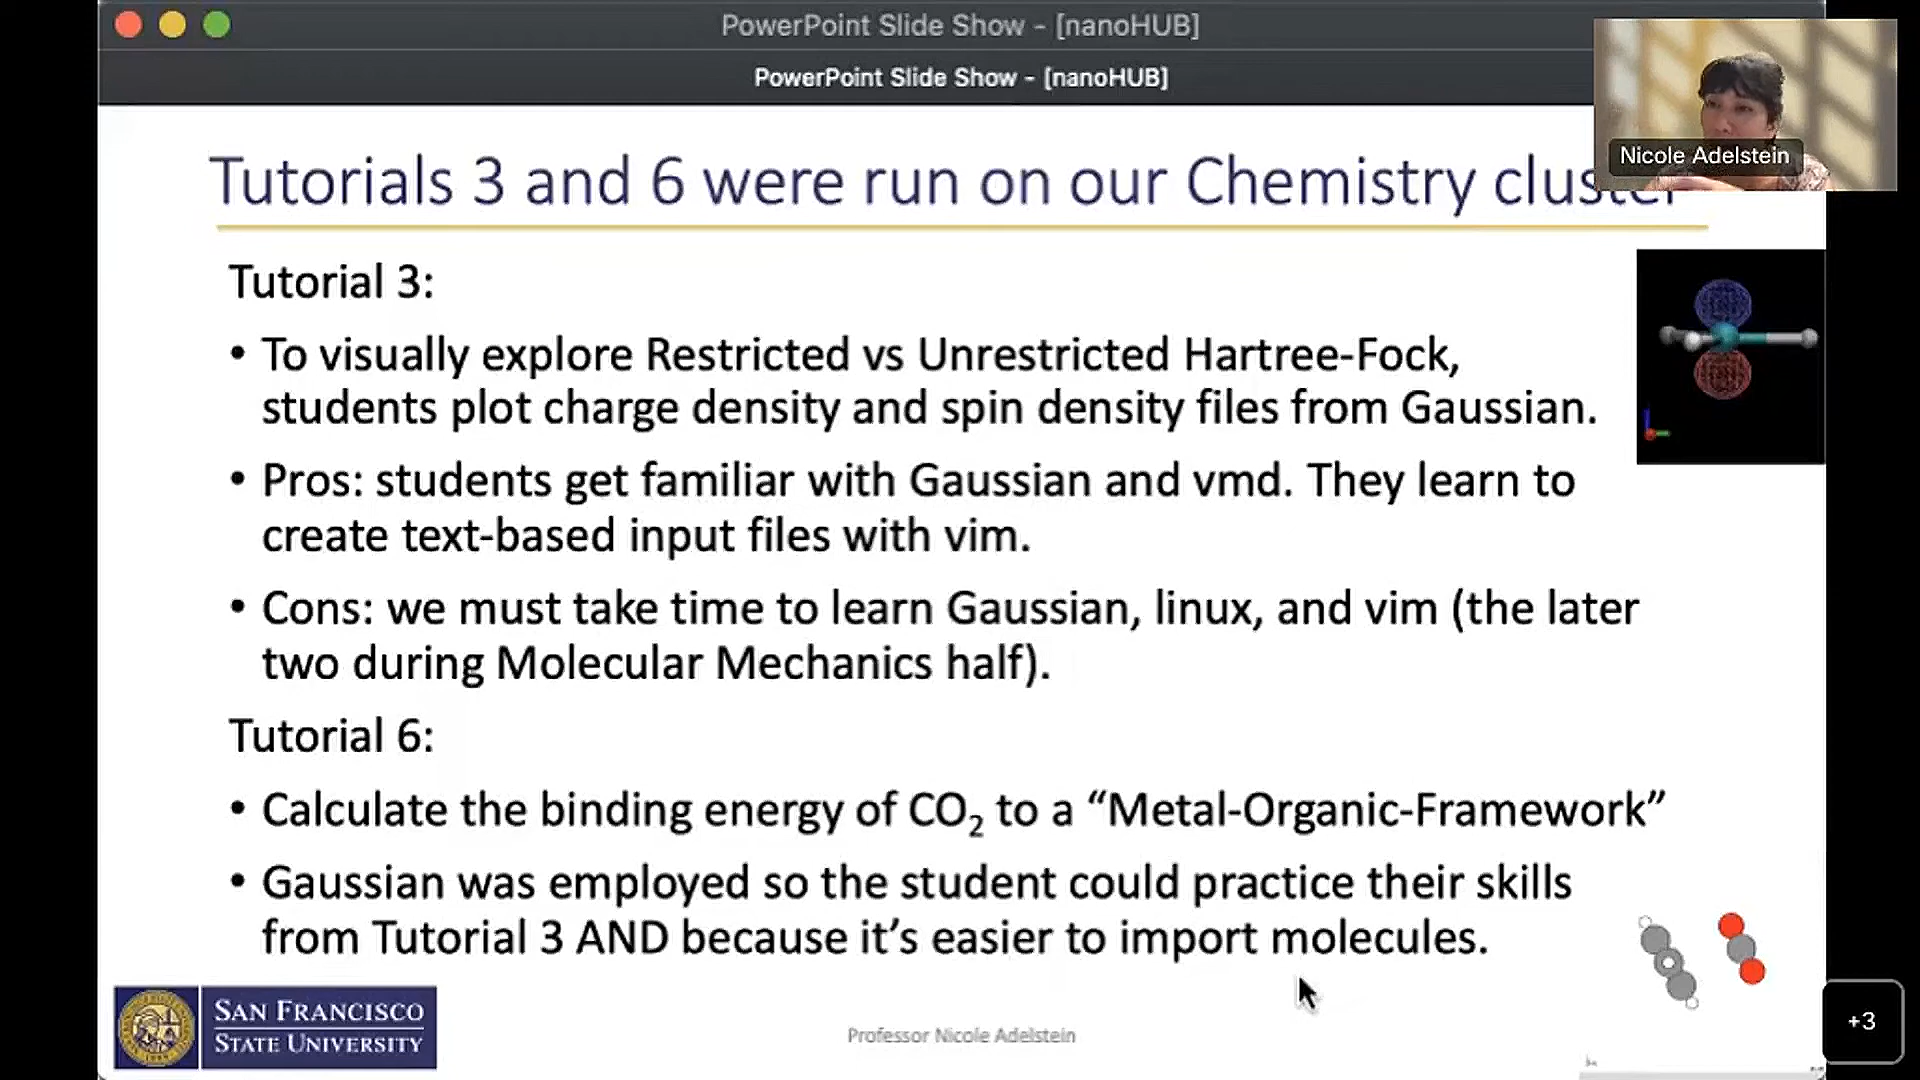 PowerPoint Slide Show - [nanoHUB]
PowerPoint Slide Show - [nanoHUB]
Nicole Adelstein
Tutorials 3 and 6 were run on our Chemistry cluster
Tutorial 3:
• To visually explore Restricted vs Unrestricted Hartree-Fock,
students plot charge density and spin density files from Gaussian.
• Pros: students get familiar with Gaussian and vmd. They learn to
create text-based input files with vim.
• Cons: we must take time to learn Gaussian, linux, and vim (the later
two during Molecular Mechanics half).
Tutorial 6:
• Calculate the binding energy of CO₂ to a “Metal-Organic-Framework”
• Gaussian was employed so the student could practice their skills
from Tutorial 3 AND because it’s easier to import molecules.
SAN FRANCISCO
STATE UNIVERSITY
Professor Nicole Adelstein
+3